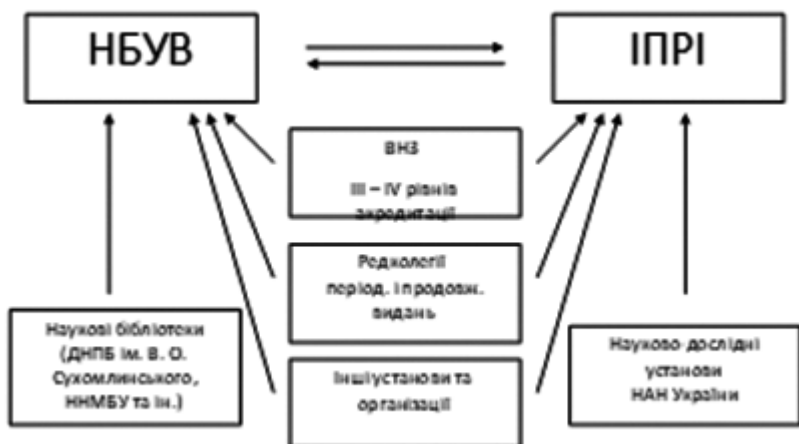 НБУВ
ІПРІ
ВНЗ
III – IV рівнів
акредитації
Редколегії
період. і продовж.
видань
Наукові бібліотеки
(ДНПБ ім. В. О.
Сухомлинського,
ННМБУ та ін.)
Інші установи та
організації
Науково-дослідні
установи
НАН України